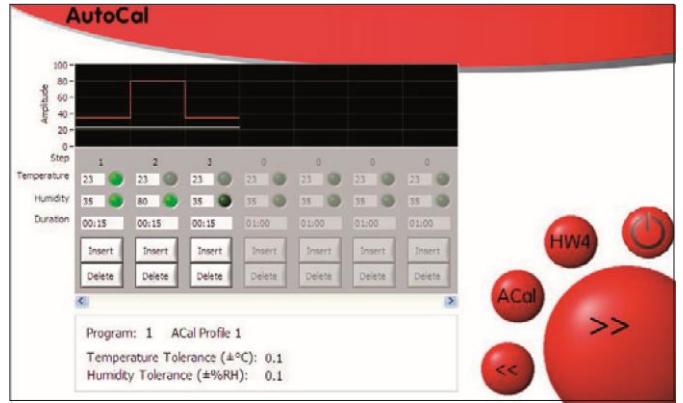 AutoCal
100
80
60
40
20
0
Amplitude
Step 1 2 3 0 0 0 0
Temperature 23 23 23 23 23 23 23
Humidity 35 80 35 35 35 35 35
Duration 00:15 00:15 00:15 01:00 01:00 01:00 01:00
Insert Insert Insert Insert Insert Insert Insert
Delete Delete Delete Delete Delete Delete Delete
HW4
ACal
>>
<<
Program: 1 ACal Profile 1
Temperature Tolerance (±°C): 0.1
Humidity Tolerance (±%RH): 0.1